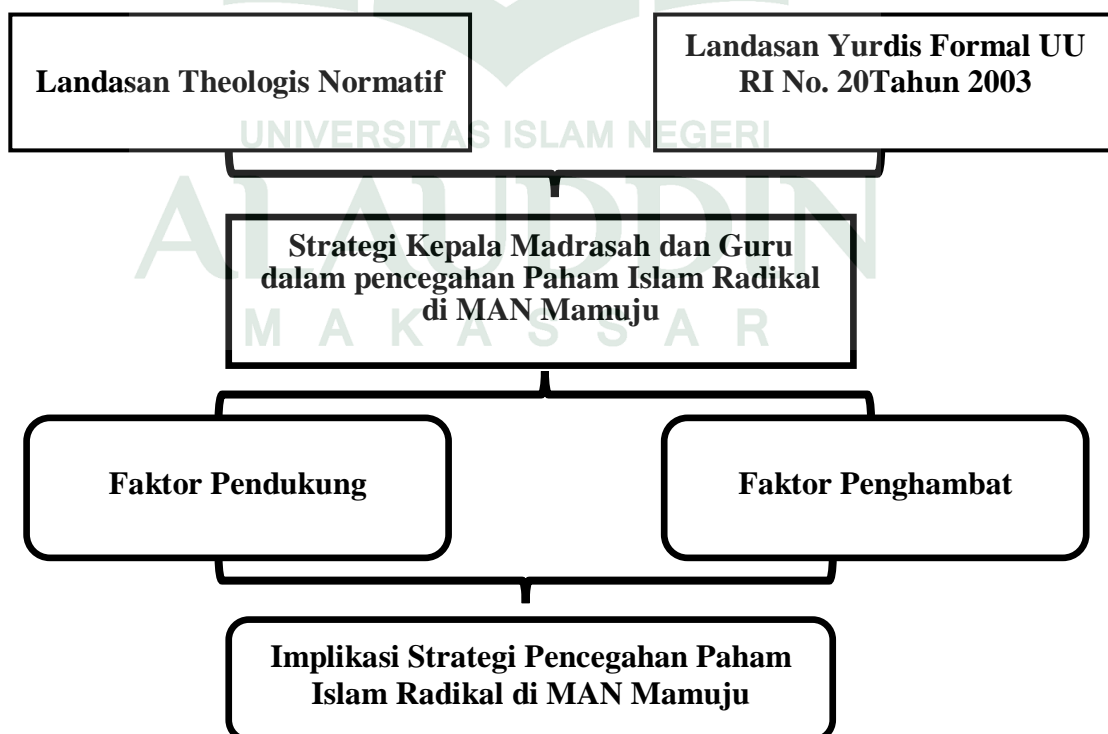 Landasan Theologis Normatif
Landasan Yurdis Formal UU
RI No. 20Tahun 2003
UNIVERSITAS ISLAM NEGERI
ALAUDDIN
MAKASSAR
Strategi Kepala Madrasah dan Guru
dalam pencegahan Paham Islam Radikal
di MAN Mamuju
Faktor Pendukung
Faktor Penghambat
Implikasi Strategi Pencegahan Paham
Islam Radikal di MAN Mamuju